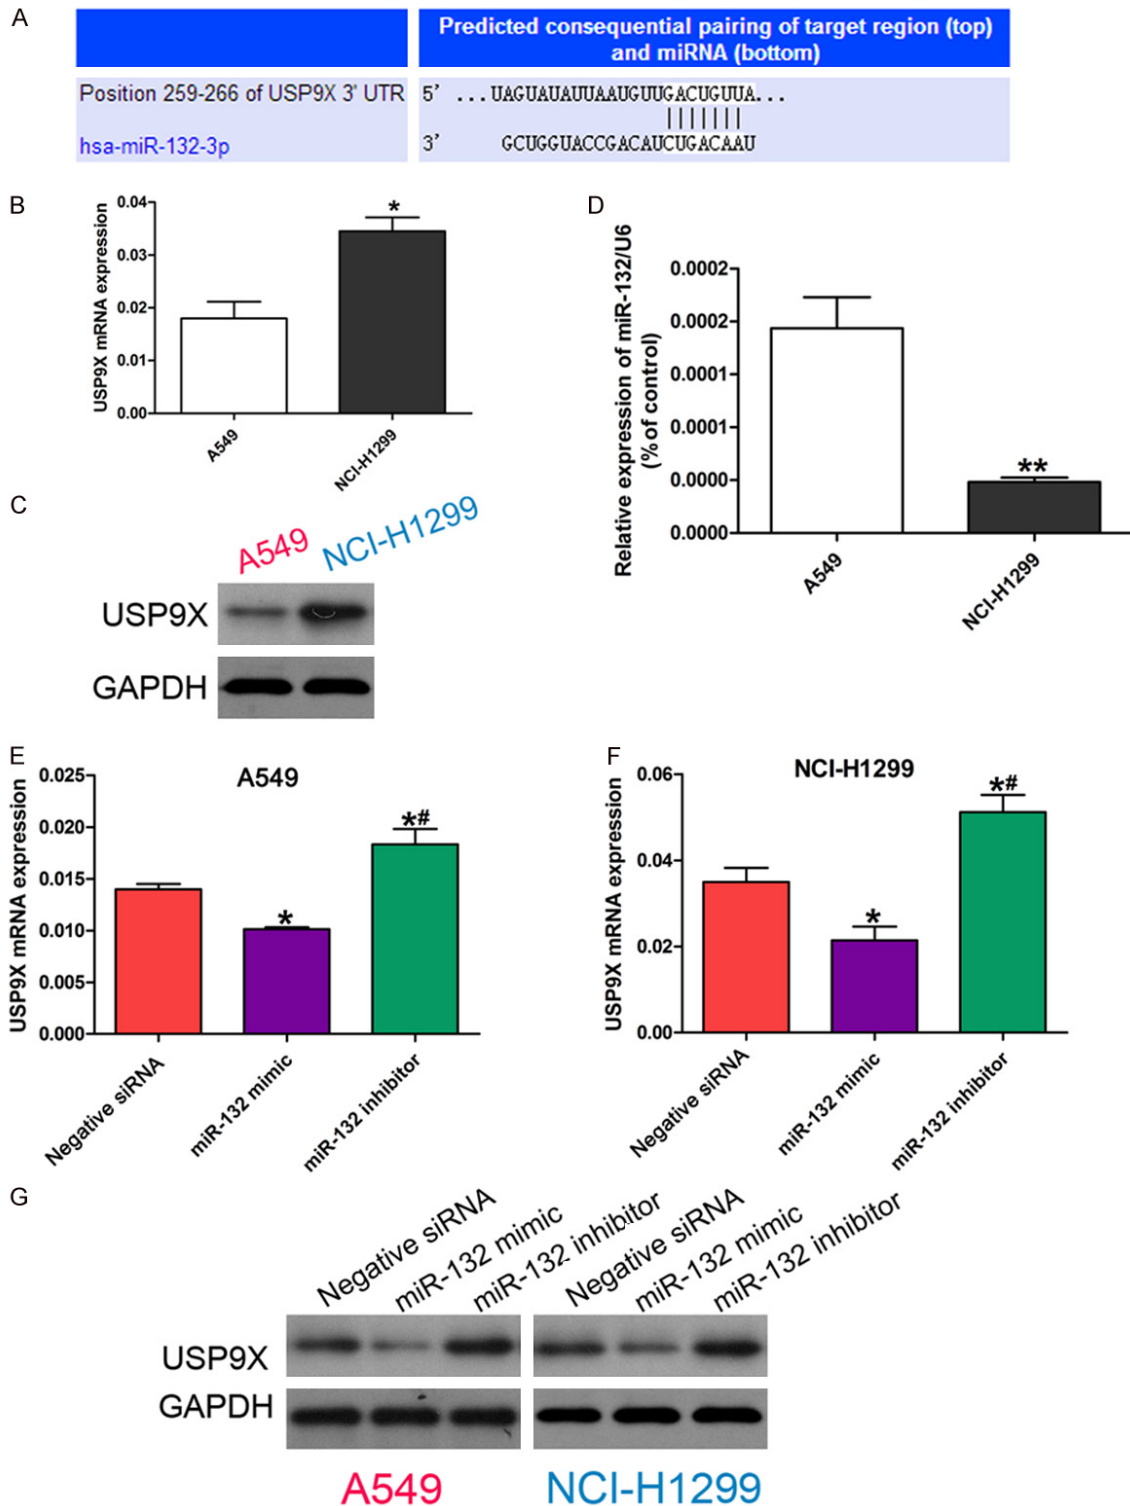 A
Predicted consequential pairing of target region (top)
and miRNA (bottom)
Position 259-266 of USP9X 3' UTR
5' ...UAGUAUAUUAAUGUUGACUGUUA...
hsa-miR-132-3p
3' GCUGGUACCGACAUCUGACAAU
B
USP9X mRNA expression
0.04
0.03
0.02
0.01
0.00
*
A549
NCI-H1299
D
Relative expression of miR-132/U6
(% of control)
0.0002
0.0002
0.0001
0.0001
0.0000
0.0000
**
A549
NCI-H1299
C
A549
NCI-H1299
USP9X
GAPDH
E
A549
USP9X mRNA expression
0.025
0.020
0.015
0.010
0.005
0.000
*
*#
Negative siRNA
miR-132 mimic
miR-132 inhibitor
F
NCI-H1299
USP9X mRNA expression
0.06
0.04
0.02
0.00
*
*#
Negative siRNA
miR-132 mimic
miR-132 inhibitor
G
Negative siRNA
miR-132 mimic
miR-132 inhibitor
Negative siRNA
miR-132 mimic
miR-132 inhibitor
USP9X
GAPDH
A549
NCI-H1299